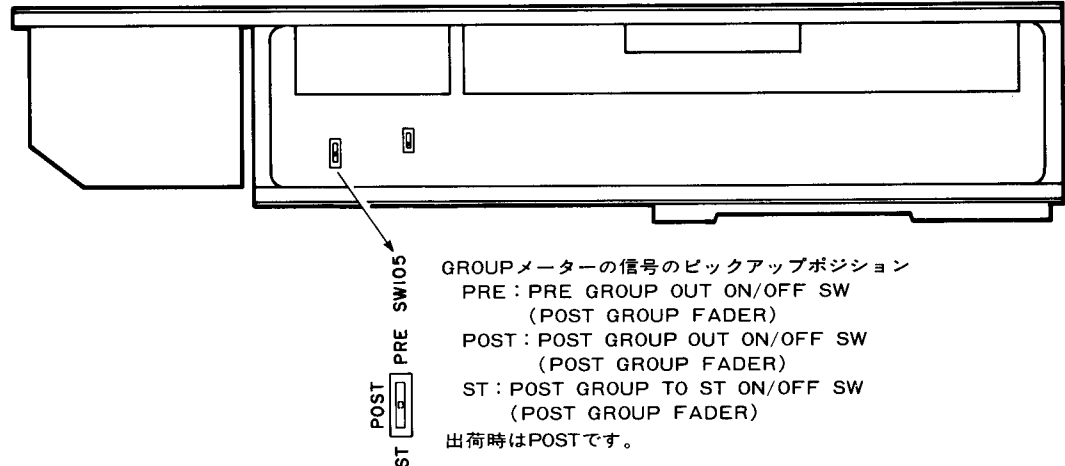 SW105
PRE
POST
ST
GROUPメーターの信号のピックアップポジション
PRE：PRE GROUP OUT ON/OFF SW
(POST GROUP FADER)
POST：POST GROUP OUT ON/OFF SW
(POST GROUP FADER)
ST：POST GROUP TO ST ON/OFF SW
(POST GROUP FADER)
出荷時はPOSTです。